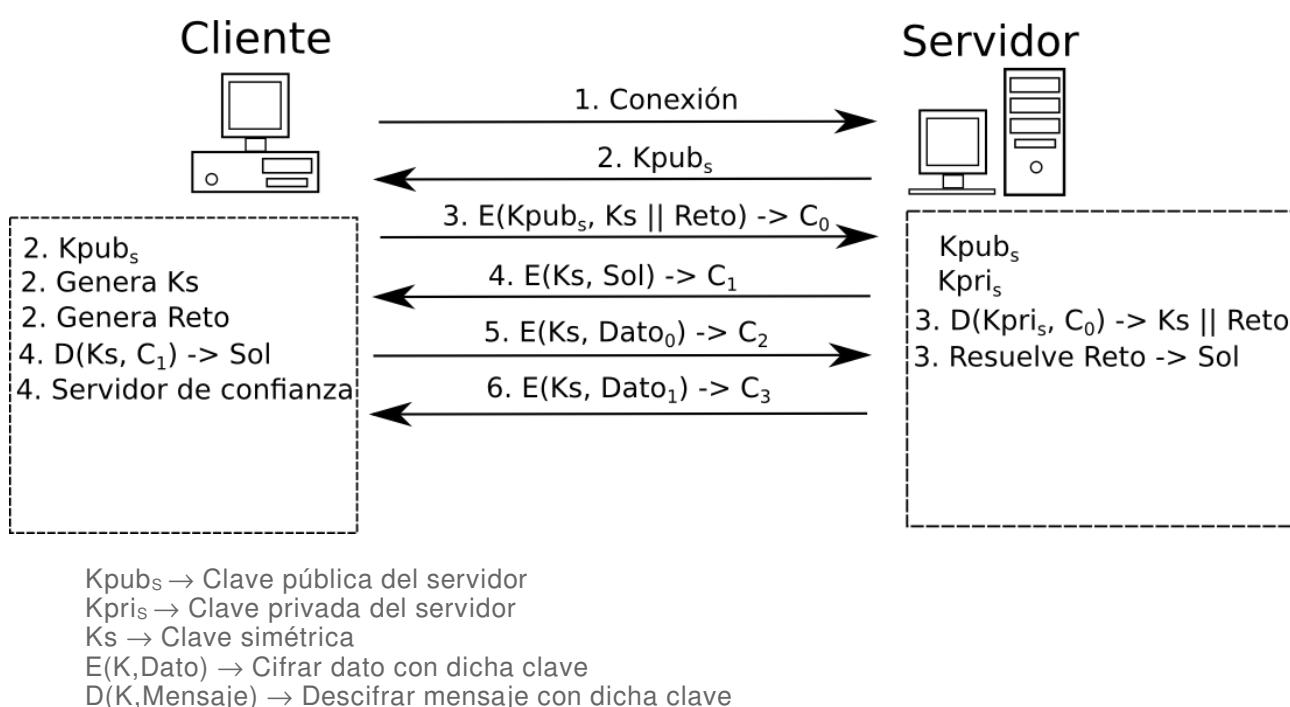 Cliente
Servidor
1. Conexión
2. Kpubₛ
3. E(Kpubₛ, Ks || Reto) -> C₀
4. E(Ks, Sol) -> C₁
5. E(Ks, Dato₀) -> C₂
6. E(Ks, Dato₁) -> C₃
2. Kpubₛ
2. Genera Ks
2. Genera Reto
4. D(Ks, C₁) -> Sol
4. Servidor de confianza
Kpubₛ
Kpriₛ
3. D(Kpriₛ, C₀) -> Ks || Reto
3. Resuelve Reto -> Sol
Kpubₛ → Clave pública del servidor
Kpriₛ → Clave privada del servidor
Ks → Clave simétrica
E(K,Dato) → Cifrar dato con dicha clave
D(K,Mensaje) → Descifrar mensaje con dicha clave